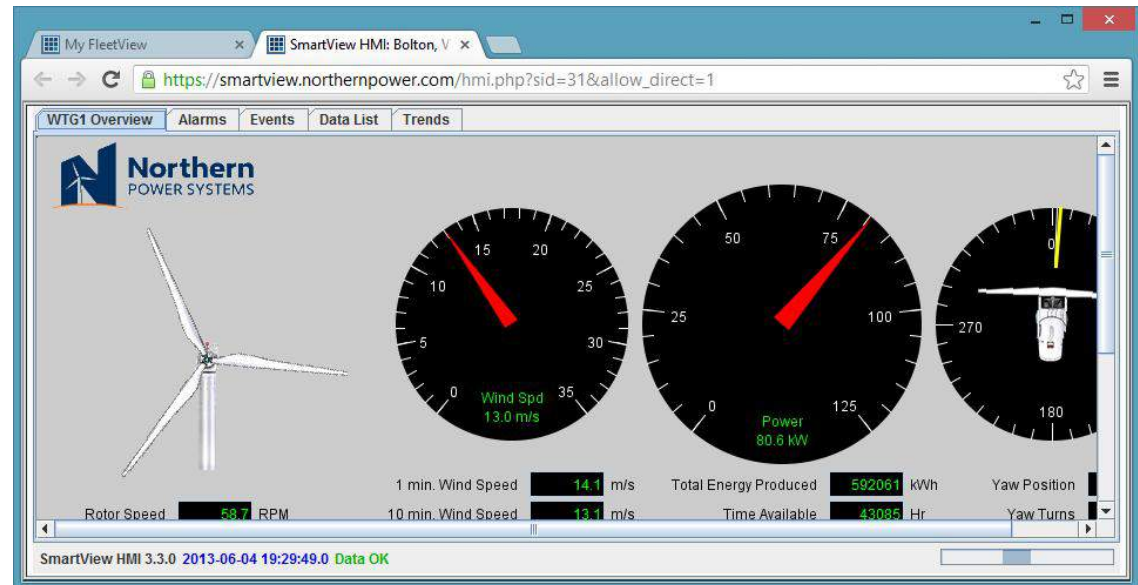 My FleetView
SmartView HMI: Bolton, V
https://smartview.northernpower.com/hmi.php?sid=31&allow_direct=1
WTG1 Overview Alarms Events Data List Trends
Northern
POWER SYSTEMS
0 5 10 15 20 25 30 35
Wind Spd
13.0 m/s
0 25 50 75 100 125
Power
80.6 kW
0
270
180
1 min. Wind Speed 14.1 m/s Total Energy Produced 592061 kWh Yaw Position
Rotor Speed 58.7 RPM 10 min. Wind Speed 13.1 m/s Time Available 43085 Hr Yaw Turns
SmartView HMI 3.3.0 2013-06-04 19:29:49.0 Data OK